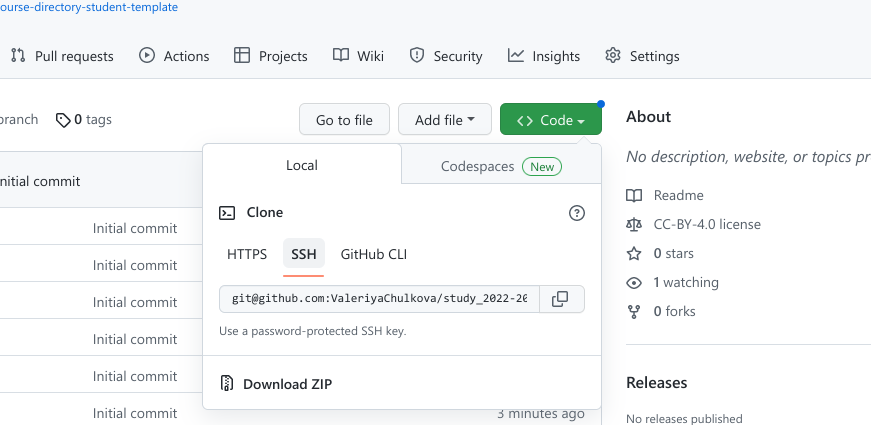 ourse-directory-student-template
Pull requests Actions Projects Wiki Security Insights Settings
branch 0 tags Go to file Add file Code
About
No description, website, or topics pr
Local Codespaces New
nitial commit
Readme
Clone
CC-BY-4.0 license
Initial commit
HTTPS SSH GitHub CLI
0 stars
Initial commit
1 watching
git@github.com:ValeriyaChulkova/study_2022-20
Initial commit
0 forks
Use a password-protected SSH key.
Initial commit
Initial commit
Download ZIP
Releases
Initial commit 3 minutes ago
No releases published